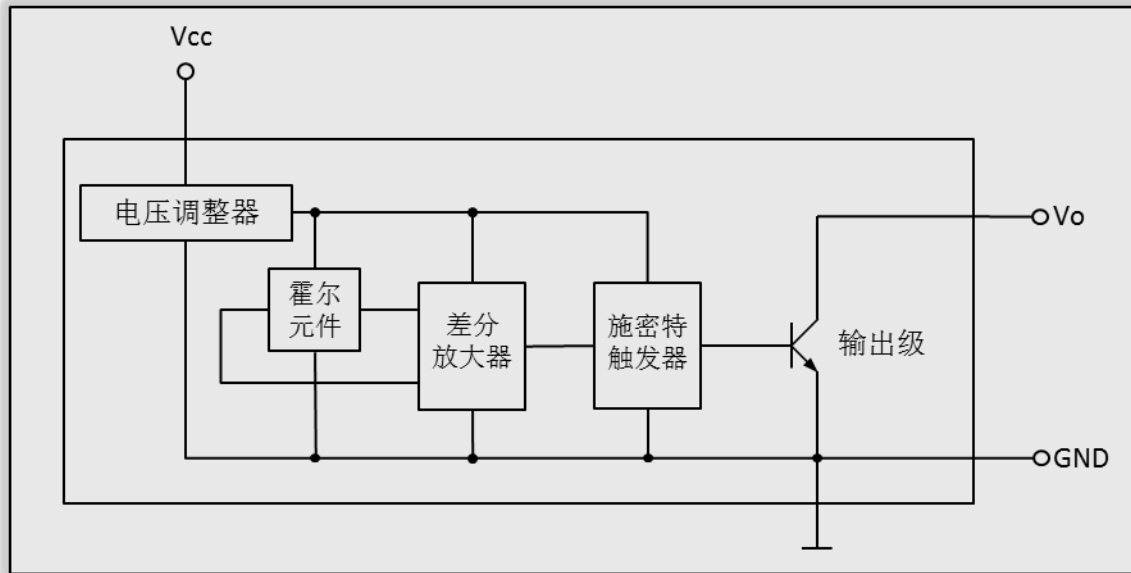 Vcc
电压调整器
Vo
霍尔
元件
差分
放大器
施密特
触发器
输出级
GND